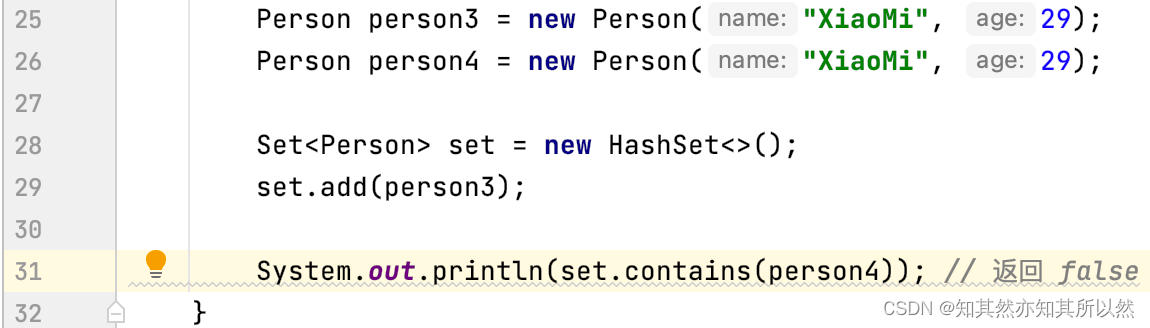 25 Person person3 = new Person( name: "XiaoMi", age: 29);
26 Person person4 = new Person( name: "XiaoMi", age: 29);
27
28 Set<Person> set = new HashSet<>();
29 set.add(person3);
30
31 System.out.println(set.contains(person4)); // 返回 false
32 }
CSDN @知其然亦知其所以然